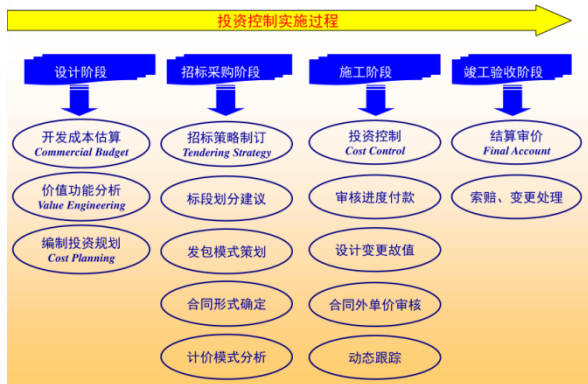 投资控制实施过程
设计阶段
招标采购阶段
施工阶段
竣工验收阶段
开发成本估算
Commercial Budget
招标策略制订
Tendering Strategy
投资控制
Cost Control
结算审价
Final Account
价值功能分析
Value Engineering
标段划分建议
审核进度付款
索赔、变更处理
编制投资规划
Cost Planning
发包模式策划
设计变更故值
合同形式确定
合同外单价审核
计价模式分析
动态跟踪